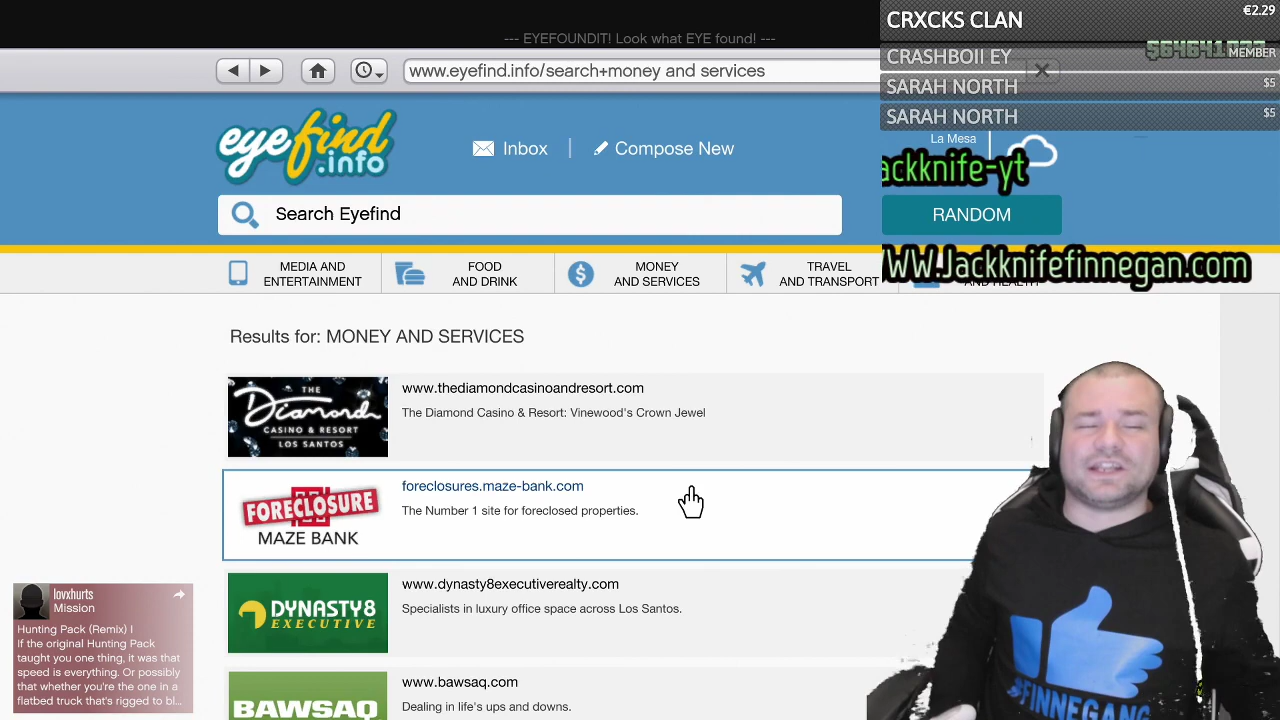 --- EYEFOUNDIT! Look what EYE found! ---
€2.29
CRXCKS CLAN
CRASHBOII EY
MEMBER
SARAH NORTH
$5
SARAH NORTH
$5
www.eyefind.info/search+money and services
eyefind
.info
Inbox
Compose New
La Mesa
ackknife-yt
Search Eyefind
RANDOM
WW.Jackknifefinnegan.com
MEDIA AND
ENTERTAINMENT
FOOD
AND DRINK
MONEY
AND SERVICES
TRAVEL
AND TRANSPORT
AND HEALTH
Results for: MONEY AND SERVICES
THE
Diamond
CASINO & RESORT
LOS SANTOS
www.thediamondcasinoandresort.com
The Diamond Casino & Resort: Vinewood's Crown Jewel
FORECLOSURE
MAZE BANK
foreclosures.maze-bank.com
The Number 1 site for foreclosed properties.
DYNASTY8
EXECUTIVE
www.dynasty8executiverealty.com
Specialists in luxury office space across Los Santos.
BAWSAQ
www.bawsaq.com
Dealing in life's ups and downs.
lovxhurts
Mission
Hunting Pack (Remix) I
If the original Hunting Pack
taught you one thing, it was that
speed is everything. Or possibly
that whether you're the one in a
flatbed truck that's rigged to bl...
$FINNEGANG